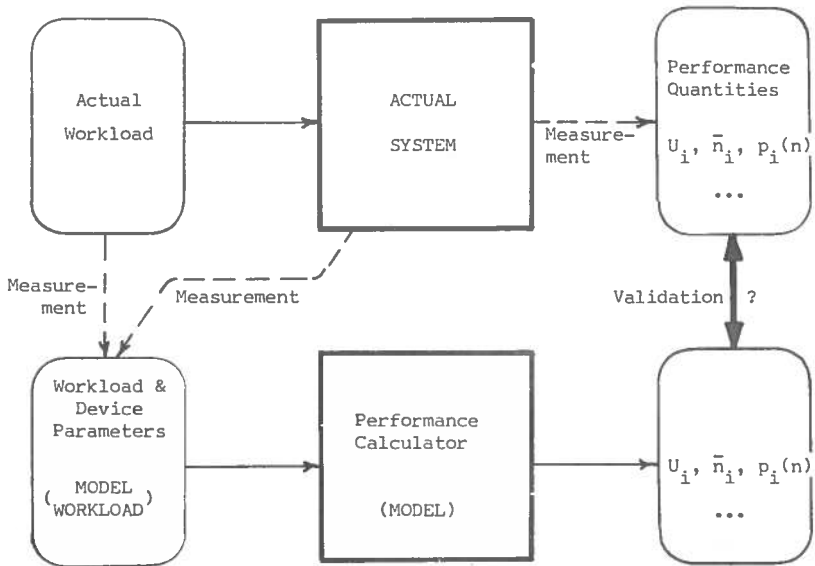 Actual
Workload
ACTUAL
SYSTEM
Measure-
ment
Performance
Quantities
U_i, n̄_i, p_i(n)
...
Measure-
ment
Measurement
Validation ?
Workload &
Device
Parameters
(MODEL
WORKLOAD)
Performance
Calculator
(MODEL)
U_i, n̄_i, p_i(n)
...